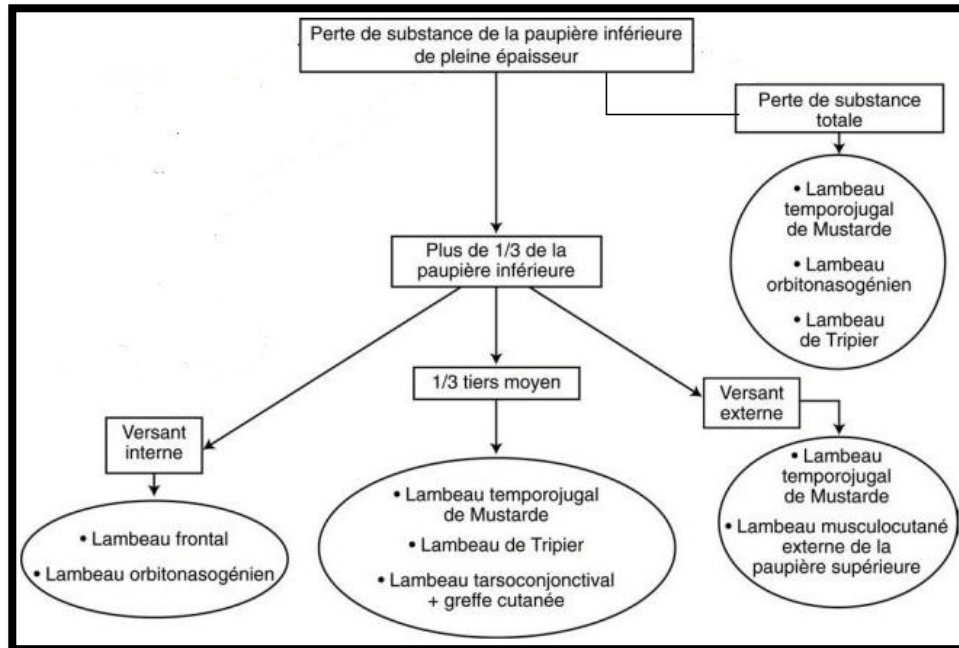 Perte de substance de la paupière inférieure
de pleine épaisseur
Perte de substance
totale
• Lambeau
temporojugal
de Mustarde
• Lambeau
orbitonasogénien
• Lambeau
de Tripier
Plus de 1/3 de la
paupière inférieure
1/3 tiers moyen
Versant
externe
Versant
interne
• Lambeau frontal
• Lambeau orbitonasogénien
• Lambeau temporojugal
de Mustarde
• Lambeau de Tripier
• Lambeau tarsoconjonctival
+ greffe cutanée
• Lambeau
temporojugal
de Mustarde
• Lambeau musculocutané
externe de la
paupière supérieure